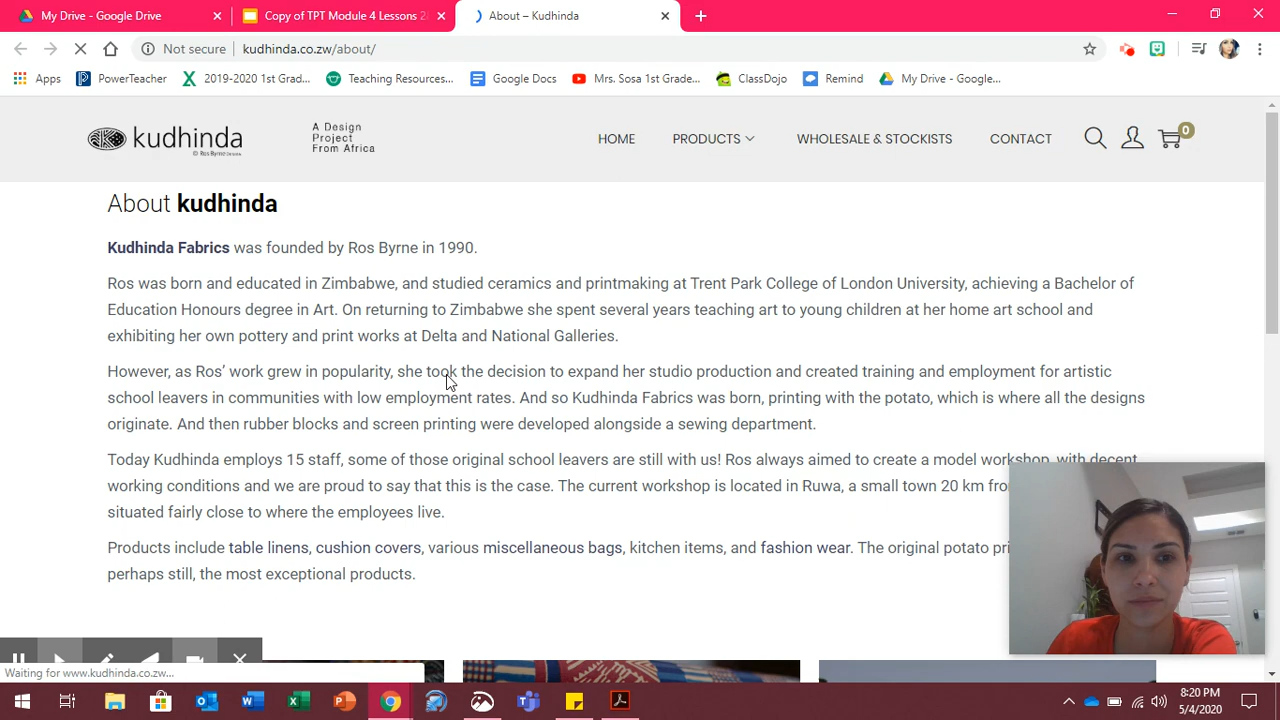 My Drive - Google Drive
Copy of TPT Module 4 Lessons 2
About – Kudhinda
Not secure
kudhinda.co.zw/about/
Apps
PowerTeacher
2019-2020 1st Grad...
Teaching Resources...
Google Docs
Mrs. Sosa 1st Grade...
ClassDojo
Remind
My Drive - Google...
kudhinda
© Ros Byrne Designs
A Design
Project
From Africa
HOME
PRODUCTS
WHOLESALE & STOCKISTS
CONTACT
0
About kudhinda
Kudhinda Fabrics was founded by Ros Byrne in 1990.
Ros was born and educated in Zimbabwe, and studied ceramics and printmaking at Trent Park College of London University, achieving a Bachelor of
Education Honours degree in Art. On returning to Zimbabwe she spent several years teaching art to young children at her home art school and
exhibiting her own pottery and print works at Delta and National Galleries.
However, as Ros’ work grew in popularity, she took the decision to expand her studio production and created training and employment for artistic
school leavers in communities with low employment rates. And so Kudhinda Fabrics was born, printing with the potato, which is where all the designs
originate. And then rubber blocks and screen printing were developed alongside a sewing department.
Today Kudhinda employs 15 staff, some of those original school leavers are still with us! Ros always aimed to create a model workshop, with decent
working conditions and we are proud to say that this is the case. The current workshop is located in Ruwa, a small town 20 km
situated fairly close to where the employees live.
Products include table linens, cushion covers, various miscellaneous bags, kitchen items, and fashion wear. The original potato
perhaps still, the most exceptional products.
Waiting for www.kudhinda.co.zw...
8:20 PM
5/4/2020